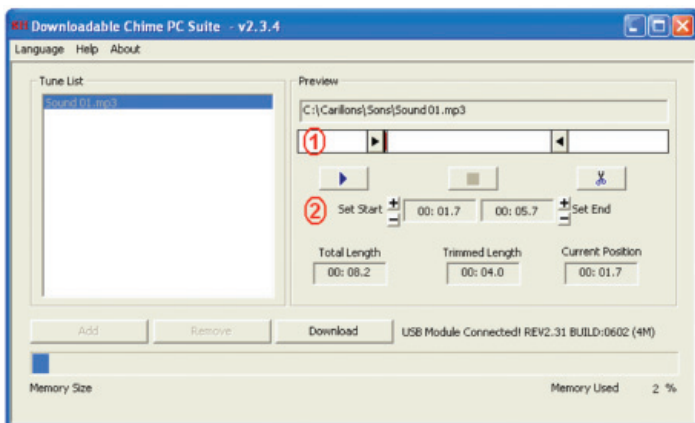 Downloadable Chime PC Suite - v2.3.4
Language Help About
Tune List
Sound 01.mp3
Preview
C:\Carillons\Sons\Sound 01.mp3
1
2 Set Start + - 00: 01.7 00: 05.7 + - Set End
Total Length Trimmed Length Current Position
00: 08.2 00: 04.0 00: 01.7
Add Remove Download USB Module Connected! REV2.31 BUILD:0602 (4M)
Memory Size Memory Used 2 %